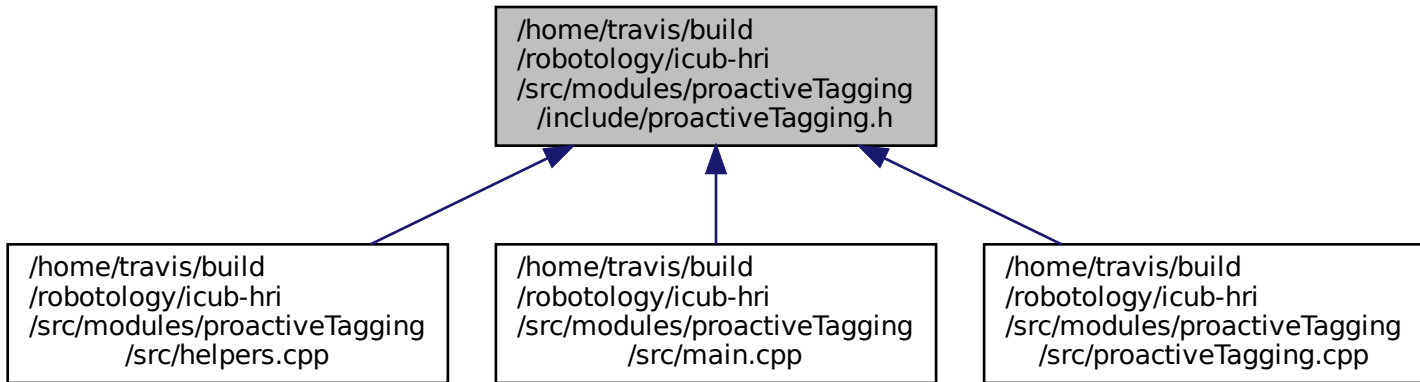 /home/travis/build
/robotology/icub-hri
/src/modules/proactiveTagging
/include/proactiveTagging.h
/home/travis/build
/robotology/icub-hri
/src/modules/proactiveTagging
/src/helpers.cpp
/home/travis/build
/robotology/icub-hri
/src/modules/proactiveTagging
/src/main.cpp
/home/travis/build
/robotology/icub-hri
/src/modules/proactiveTagging
/src/proactiveTagging.cpp